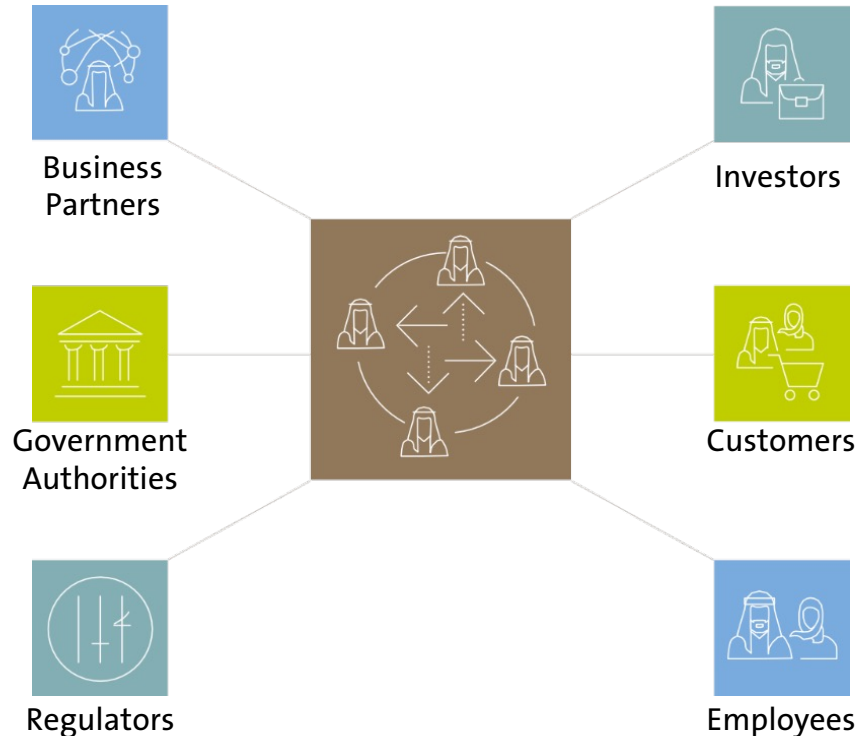 Business
Partners
Investors
Government
Authorities
Customers
Regulators
Employees